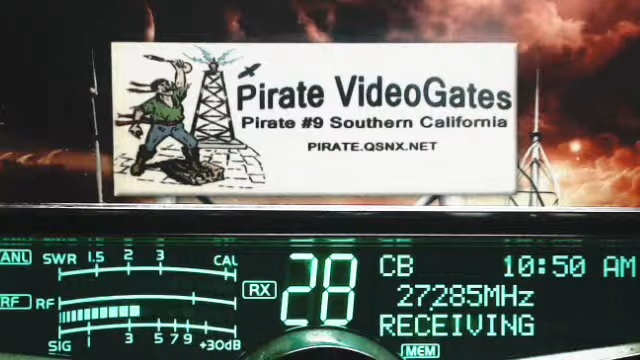 Pirate VideoGates
Pirate #9 Southern California
PIRATE.QSNX.NET
ANL SWR 1.5 2 3 CAL
RF RF
SIG 1 3 5 7 9 +30dB
RX 28
CB 10:50 AM
27285MHz
RECEIVING
MEM